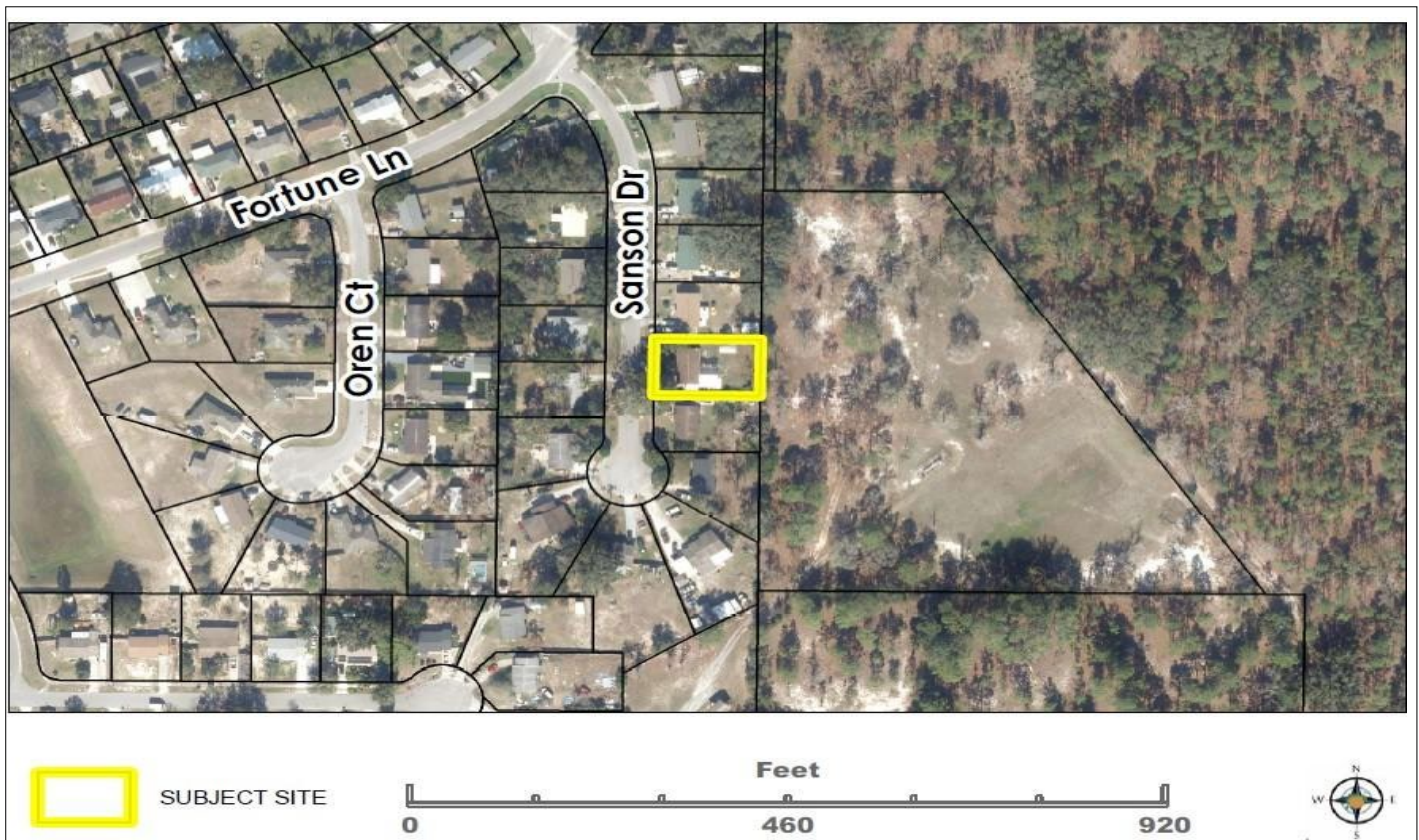 Fortune Ln
Oren Ct
Sanson Dr
SUBJECT SITE
Feet
0 460 920
N
W E
S